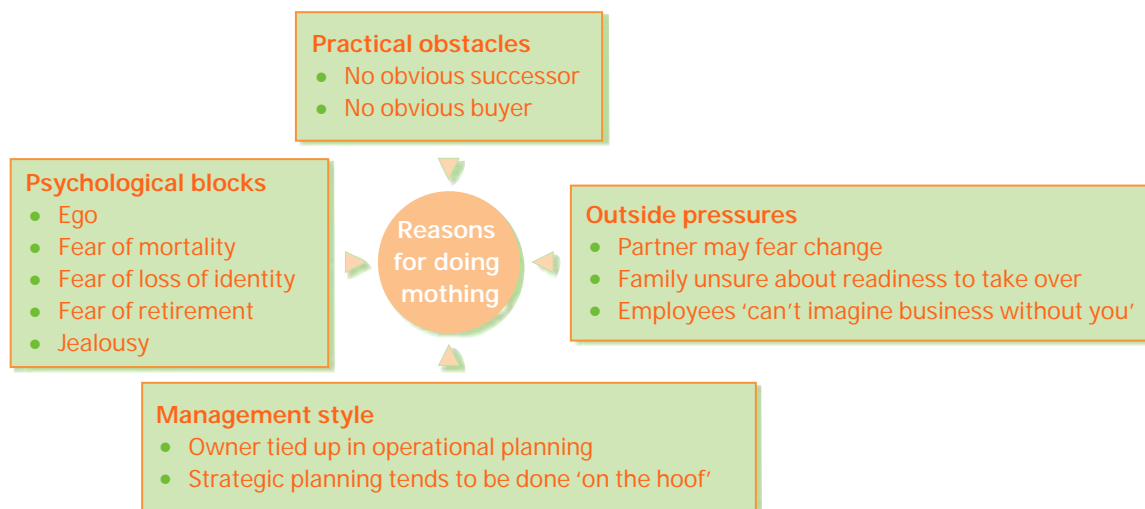 Practical obstacles
• No obvious successor
• No obvious buyer
Psychological blocks
• Ego
• Fear of mortality
• Fear of loss of identity
• Fear of retirement
• Jealousy
Reasons
for doing
mothing
Outside pressures
• Partner may fear change
• Family unsure about readiness to take over
• Employees ‘can’t imagine business without you’
Management style
• Owner tied up in operational planning
• Strategic planning tends to be done ‘on the hoof’